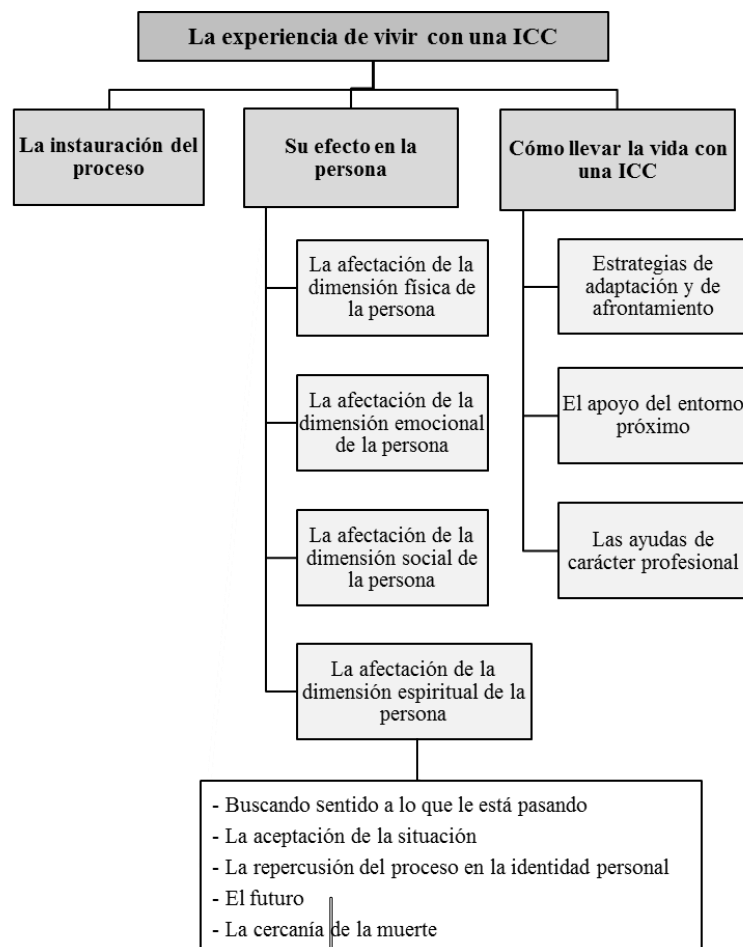 La experiencia de vivir con una ICC
La instauración del
proceso
Su efecto en la
persona
La afectación de la
dimensión física de
la persona
La afectación de la
dimensión emocional
de la persona
La afectación de la
dimensión social de
la persona
La afectación de la
dimensión espiritual de la
persona
- Buscando sentido a lo que le está pasando
- La aceptación de la situación
- La repercusión del proceso en la identidad personal
- El futuro
- La cercanía de la muerte
Cómo llevar la vida con
una ICC
Estrategias de
adaptación y de
afrontamiento
El apoyo del entorno
próximo
Las ayudas de
carácter profesional